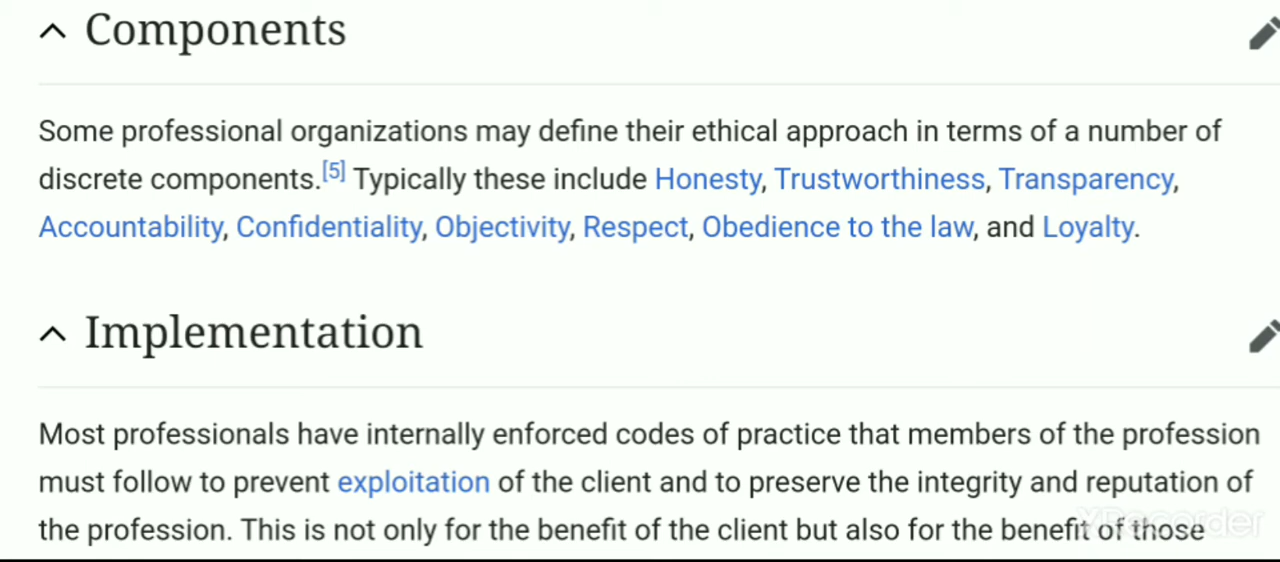 Components
Some professional organizations may define their ethical approach in terms of a number of
discrete components.[5] Typically these include Honesty, Trustworthiness, Transparency,
Accountability, Confidentiality, Objectivity, Respect, Obedience to the law, and Loyalty.
Implementation
Most professionals have internally enforced codes of practice that members of the profession
must follow to prevent exploitation of the client and to preserve the integrity and reputation of
the profession. This is not only for the benefit of the client but also for the benefit of those
XRecorder